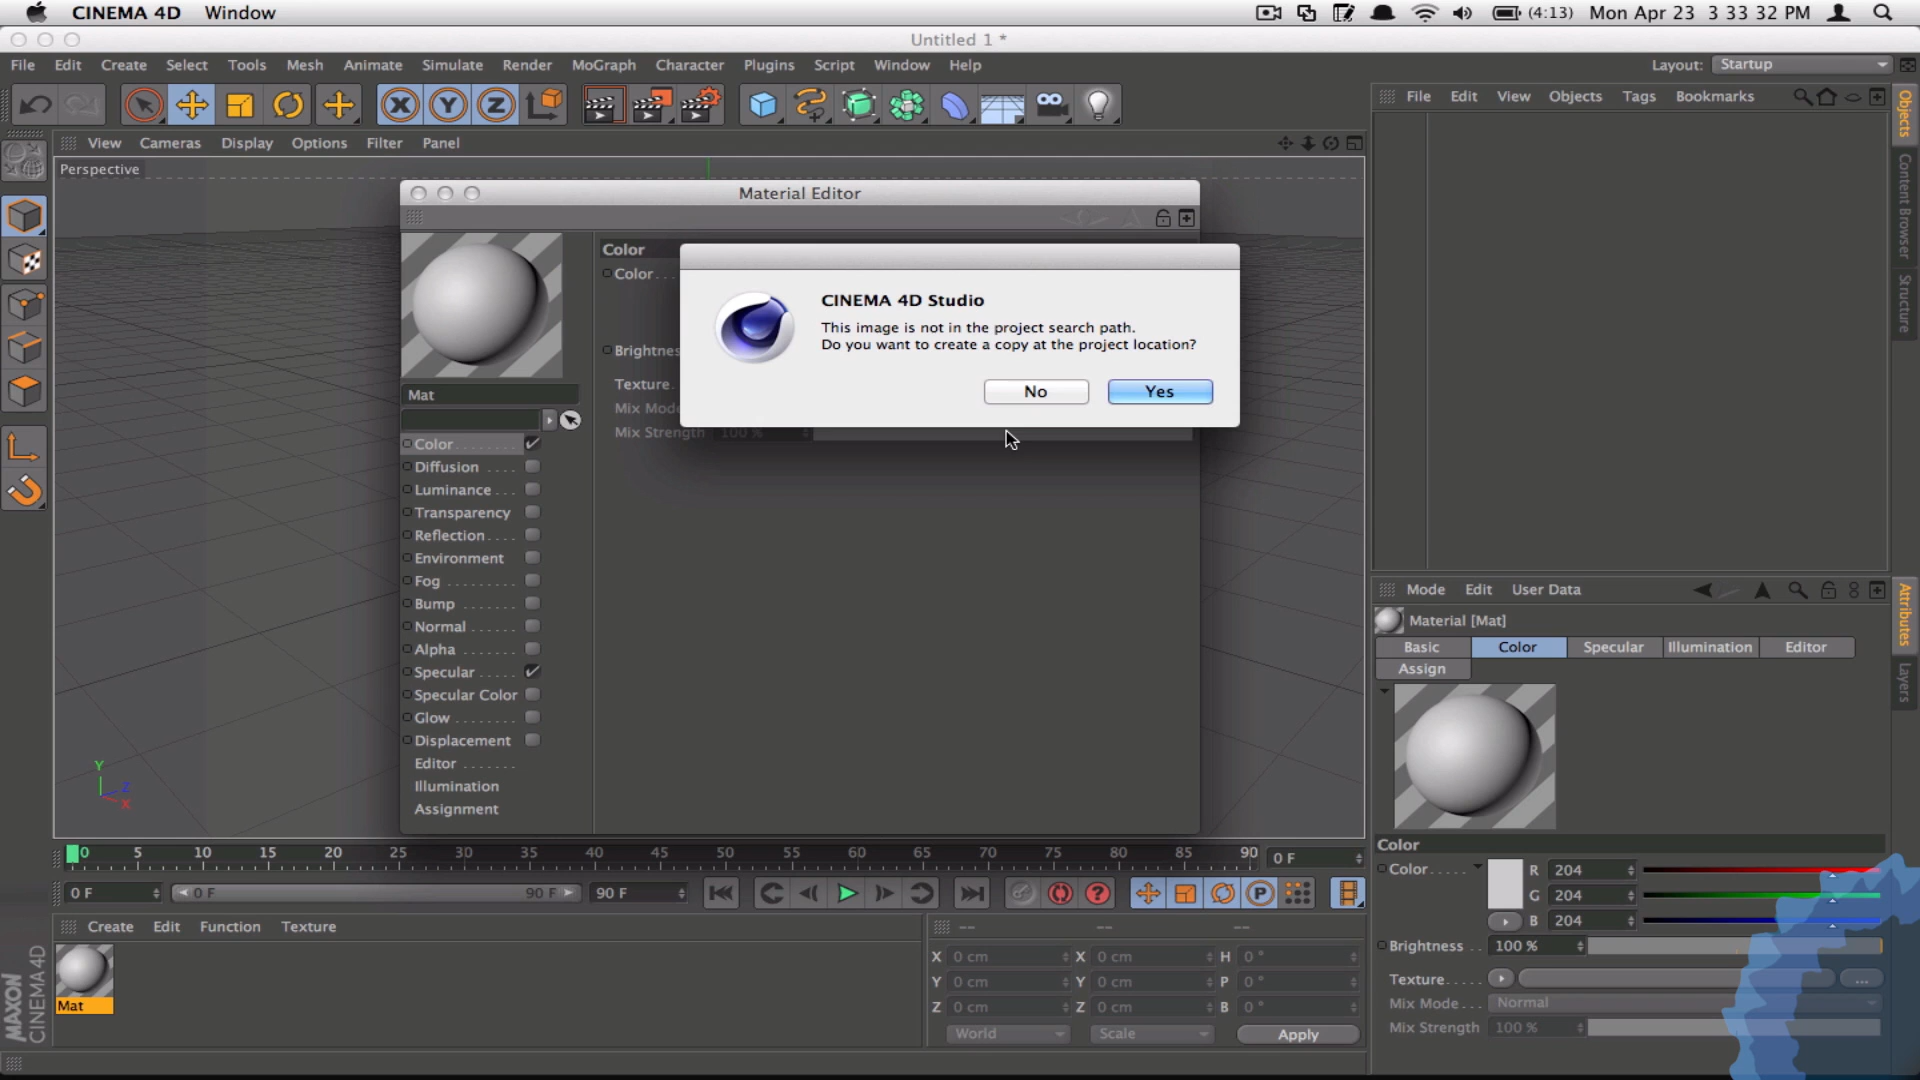 CINEMA 4D Window
(4:13) Mon Apr 23 3 33 32 PM
Untitled 1 *
File Edit Create Select Tools Mesh Animate Simulate Render MoGraph Character Plugins Script Window Help
Layout: Startup
X Y Z
File Edit View Objects Tags Bookmarks
Objects
Content Browser
Structure
View Cameras Display Options Filter Panel
Perspective
Material Editor
Color
Color . . .
Brightnes
Texture .
Mix Mod
Mix Strength 100 %
CINEMA 4D Studio
This image is not in the project search path.
Do you want to create a copy at the project location?
No
Yes
Mat
Color . . . . . . . .
Diffusion . . . .
Luminance . . .
Transparency
Reflection . . . .
Environment
Fog . . . . . . . . .
Bump . . . . . . .
Normal . . . . . .
Alpha . . . . . . .
Specular . . . . .
Specular Color
Glow . . . . . . . .
Displacement
Editor . . . . . . .
Illumination
Assignment
Y
Z
X
Mode Edit User Data
Attributes
Layers
Material [Mat]
Basic Color Specular Illumination Editor
Assign
Color
Color . . . . . R 204
G 204
B 204
Brightness . . 100 %
Texture . . . . . ...
Mix Mode . . . Normal
Mix Strength 100 %
0 5 10 15 20 25 30 35 40 45 50 55 60 65 70 75 80 85 90 0 F
0 F 0 F 90 F 90 F
P
Create Edit Function Texture
Mat
MAXON
CINEMA 4D
-- -- --
X 0 cm X 0 cm H 0 °
Y 0 cm Y 0 cm P 0 °
Z 0 cm Z 0 cm B 0 °
World Scale Apply